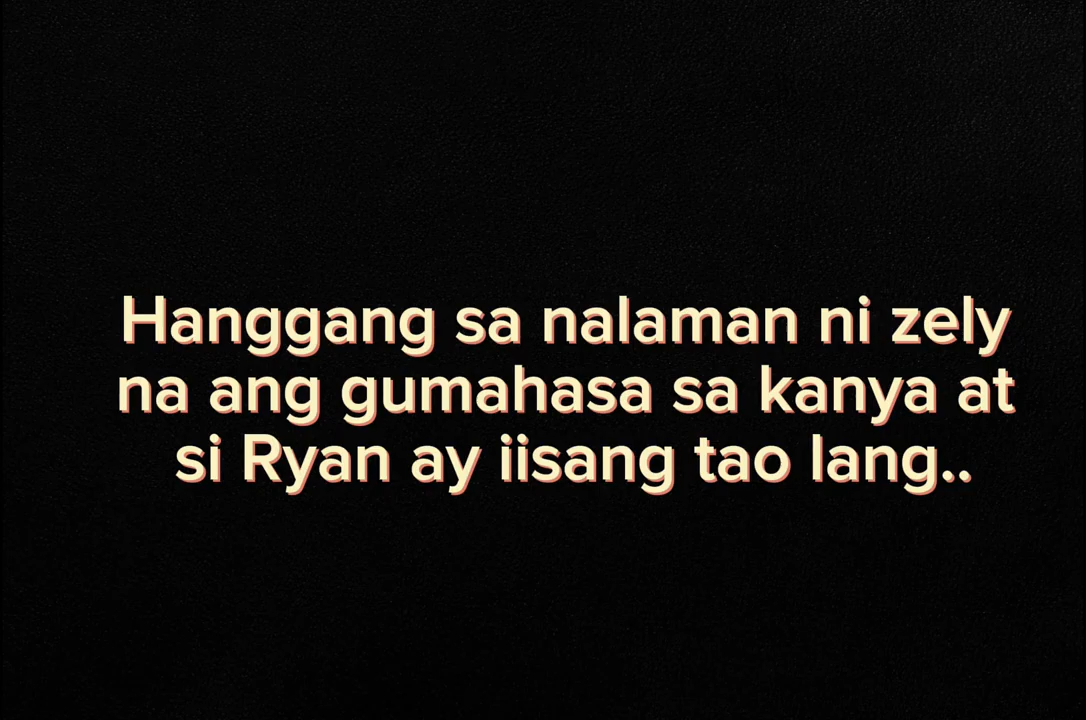 Hanggang sa nalaman ni zely
na ang gumahasa sa kanya at
si Ryan ay iisang tao lang..